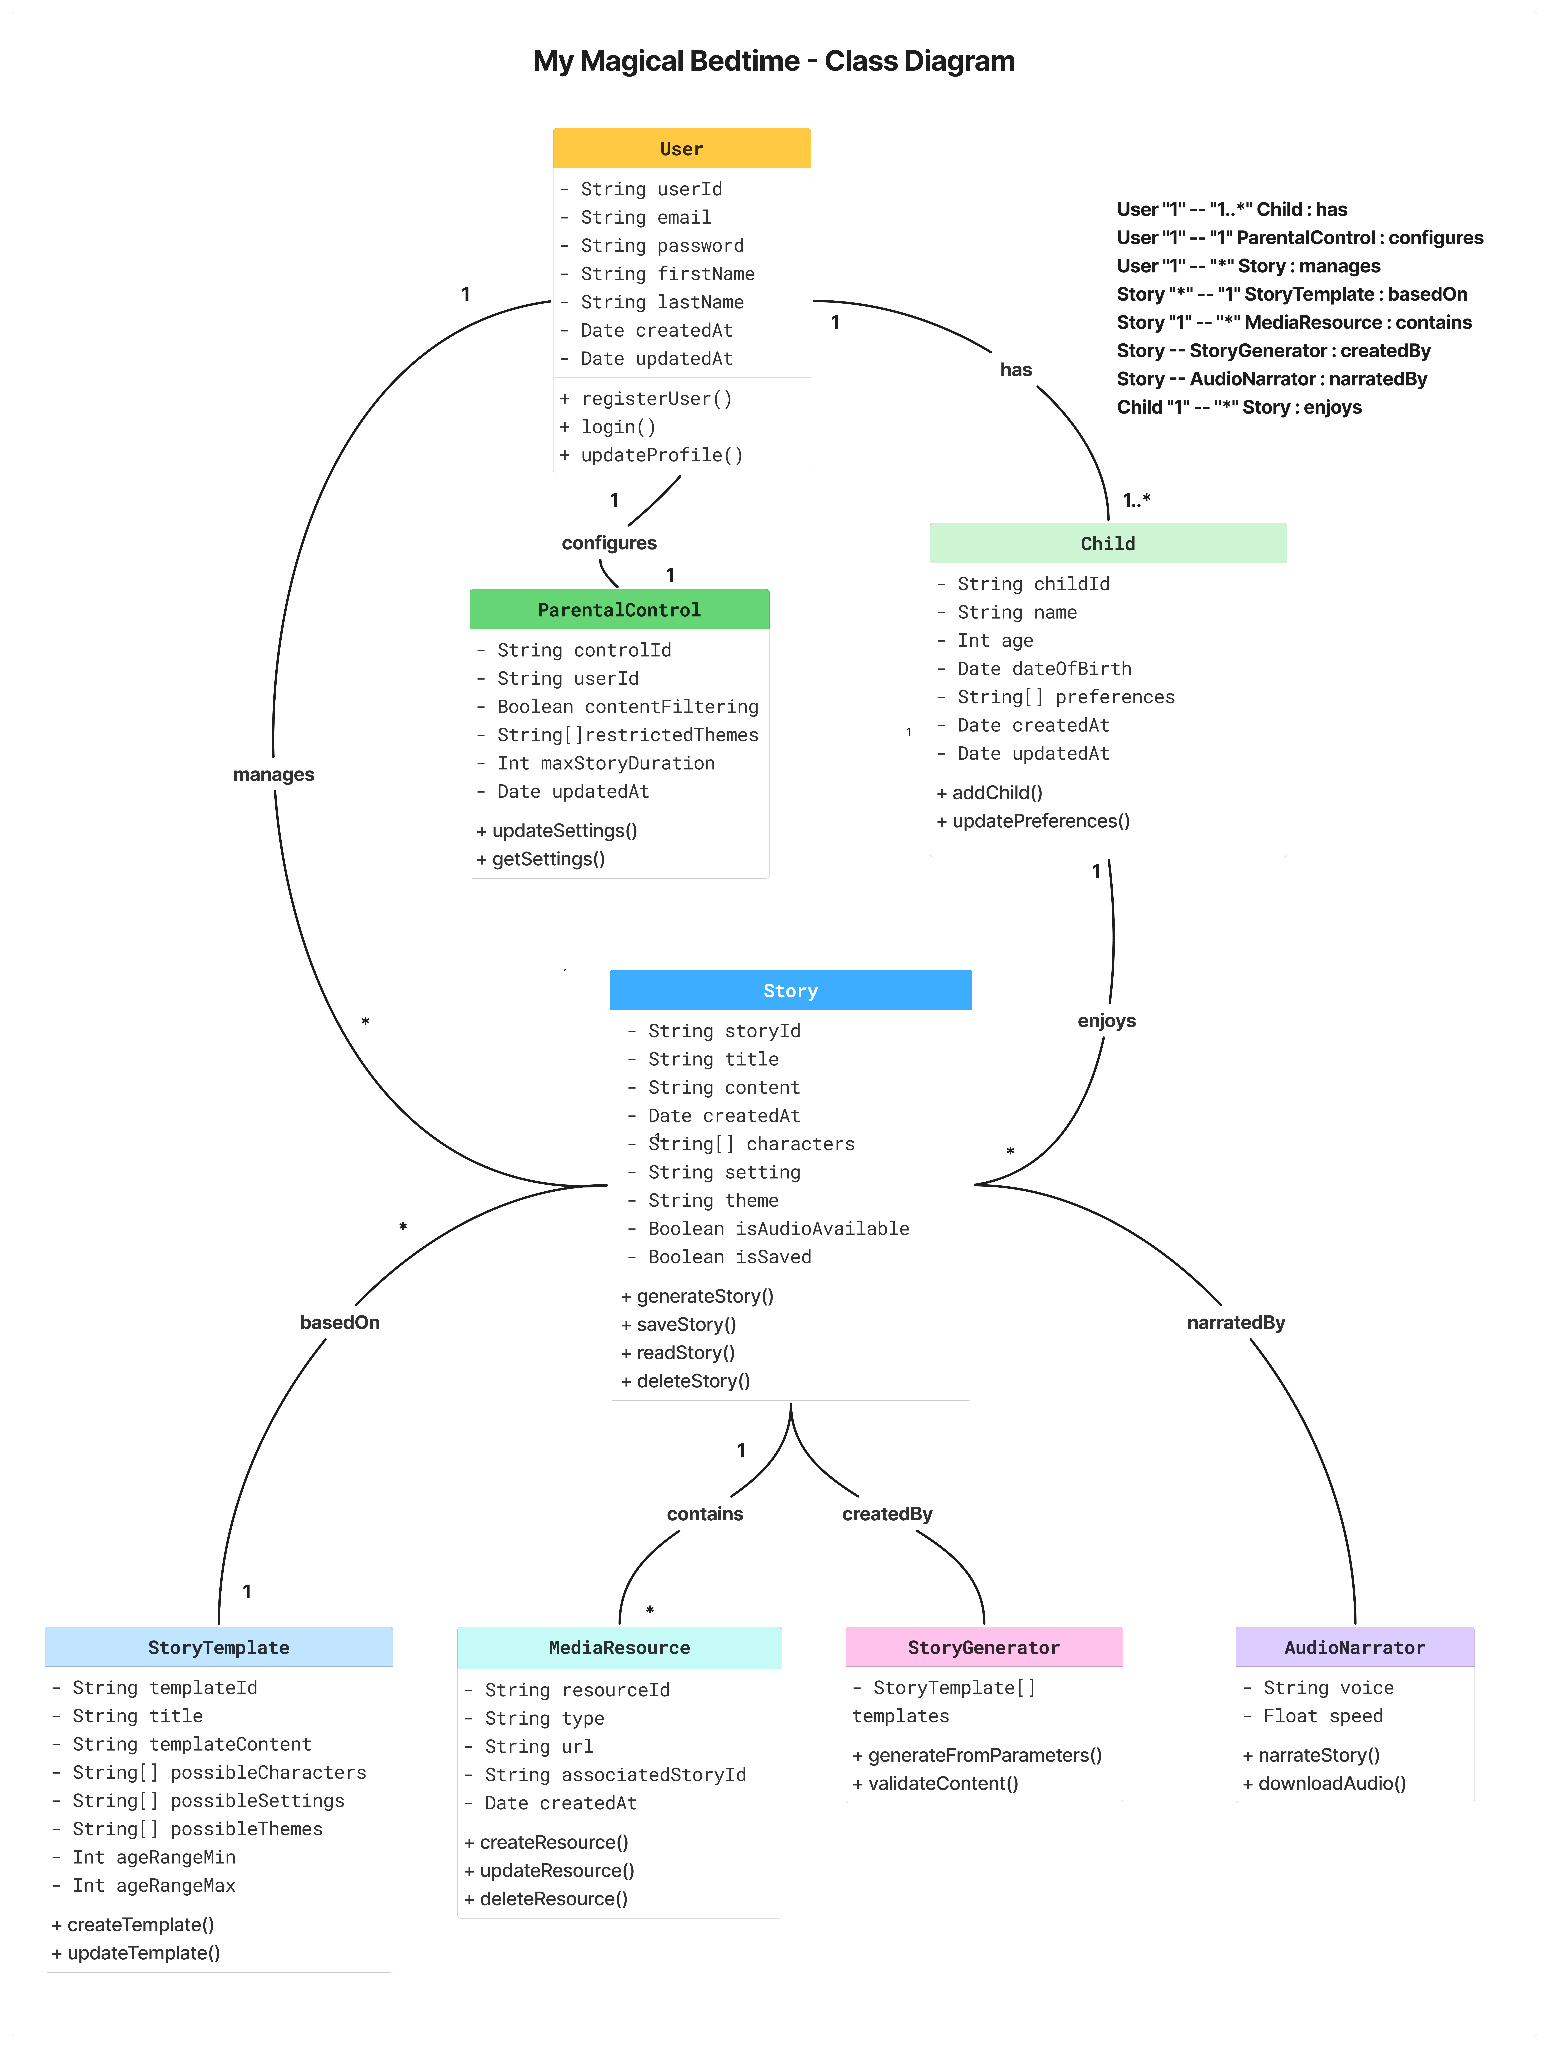 My Magical Bedtime - Class Diagram
User
- String userId
- String email
- String password
- String firstName
- String lastName
- Date createdAt
- Date updatedAt
+ registerUser()
+ login()
+ updateProfile()
User "1" -- "1..*" Child : has
User "1" -- "1" ParentalControl : configures
User "1" -- "*" Story : manages
Story "*" -- "1" StoryTemplate : basedOn
Story "1" -- "*" MediaResource : contains
Story -- StoryGenerator : createdBy
Story -- AudioNarrator : narratedBy
Child "1" -- "*" Story : enjoys
1
1
has
1
configures
1
1..*
ParentalControl
- String controlId
- String userId
- Boolean contentFiltering
- String[]restrictedThemes
- Int maxStoryDuration
- Date updatedAt
+ updateSettings()
+ getSettings()
Child
- String childId
- String name
- Int age
- Date dateOfBirth
- String[] preferences
- Date createdAt
- Date updatedAt
+ addChild()
+ updatePreferences()
1
manages
1
enjoys
*
*
Story
- String storyId
- String title
- String content
- Date createdAt
- String[] characters
1
- String setting
- String theme
- Boolean isAudioAvailable
- Boolean isSaved
+ generateStory()
+ saveStory()
+ readStory()
+ deleteStory()
*
basedOn
1
narratedBy
1
contains
*
createdBy
StoryTemplate
- String templateId
- String title
- String templateContent
- String[] possibleCharacters
- String[] possibleSettings
- String[] possibleThemes
- Int ageRangeMin
- Int ageRangeMax
+ createTemplate()
+ updateTemplate()
MediaResource
- String resourceId
- String type
- String url
- String associatedStoryId
- Date createdAt
+ createResource()
+ updateResource()
+ deleteResource()
StoryGenerator
- StoryTemplate[]
templates
+ generateFromParameters()
+ validateContent()
AudioNarrator
- String voice
- Float speed
+ narrateStory()
+ downloadAudio()